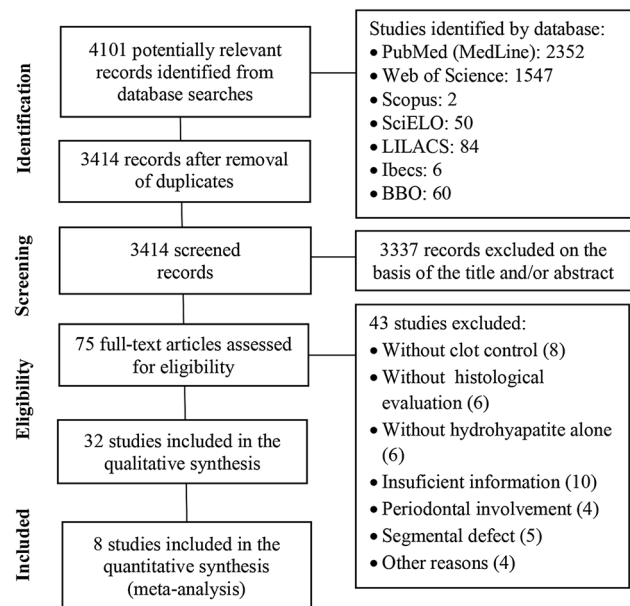 Identification
4101 potentially relevant
records identified from
database searches
Studies identified by database:
• PubMed (MedLine): 2352
• Web of Science: 1547
• Scopus: 2
• SciELO: 50
• LILACS: 84
• Ibecs: 6
• BBO: 60
3414 records after removal
of duplicates
Screening
3414 screened
records
3337 records excluded on the
basis of the title and/or abstract
Eligibility
75 full-text articles assessed
for eligibility
43 studies excluded:
• Without clot control (8)
• Without histological
evaluation (6)
• Without hydrohyapatite alone
(6)
• Insufficient information (10)
• Periodontal involvement (4)
• Segmental defect (5)
• Other reasons (4)
32 studies included in the
qualitative synthesis
Included
8 studies included in the
quantitative synthesis
(meta-analysis)